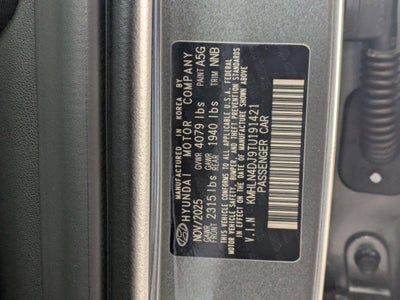 MANUFACTURED IN KOREA BY
HYUNDAI MOTOR COMPANY
NOV/2025 GVWR 4079 lbs PAINT A5G
GAWR FRONT 2315 lbs GAWR REAR 1940 lbs TRIM NNB
THIS VEHICLE CONFORMS TO ALL APPLICABLE U.S.A. FEDERAL
MOTOR VEHICLE SAFETY, BUMPER, AND THEFT PREVENTION STANDARDS
IN EFFECT ON THE DATE OF MANUFACTURE SHOWN ABOVE.
V.I.N KMHLN4DJ9TU191421
PASSENGER CAR